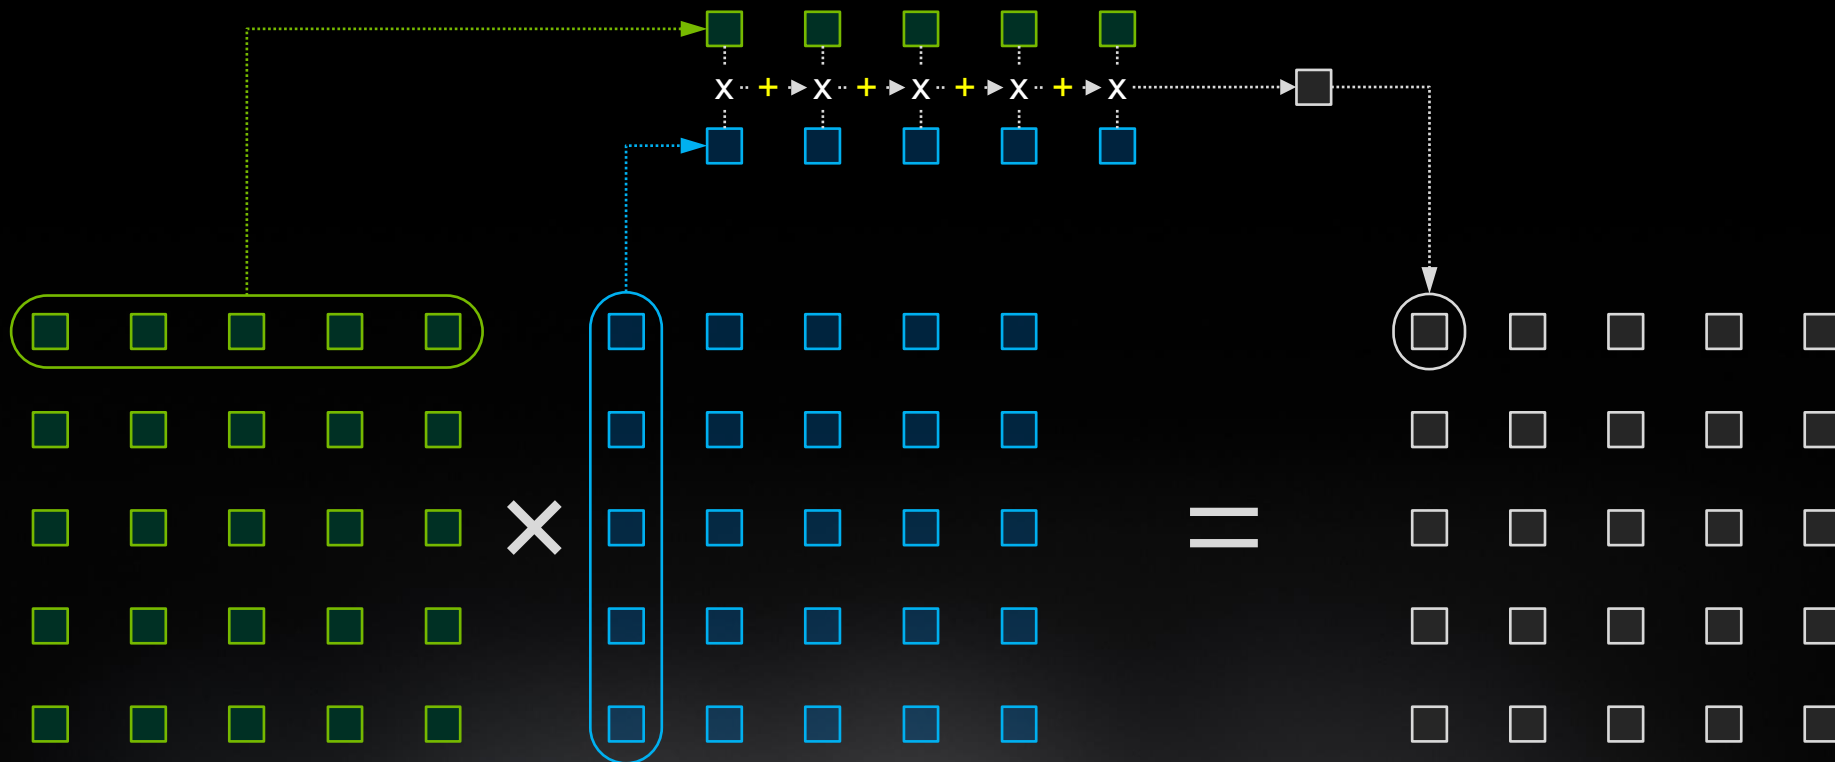 x + x + x + x + x
× =